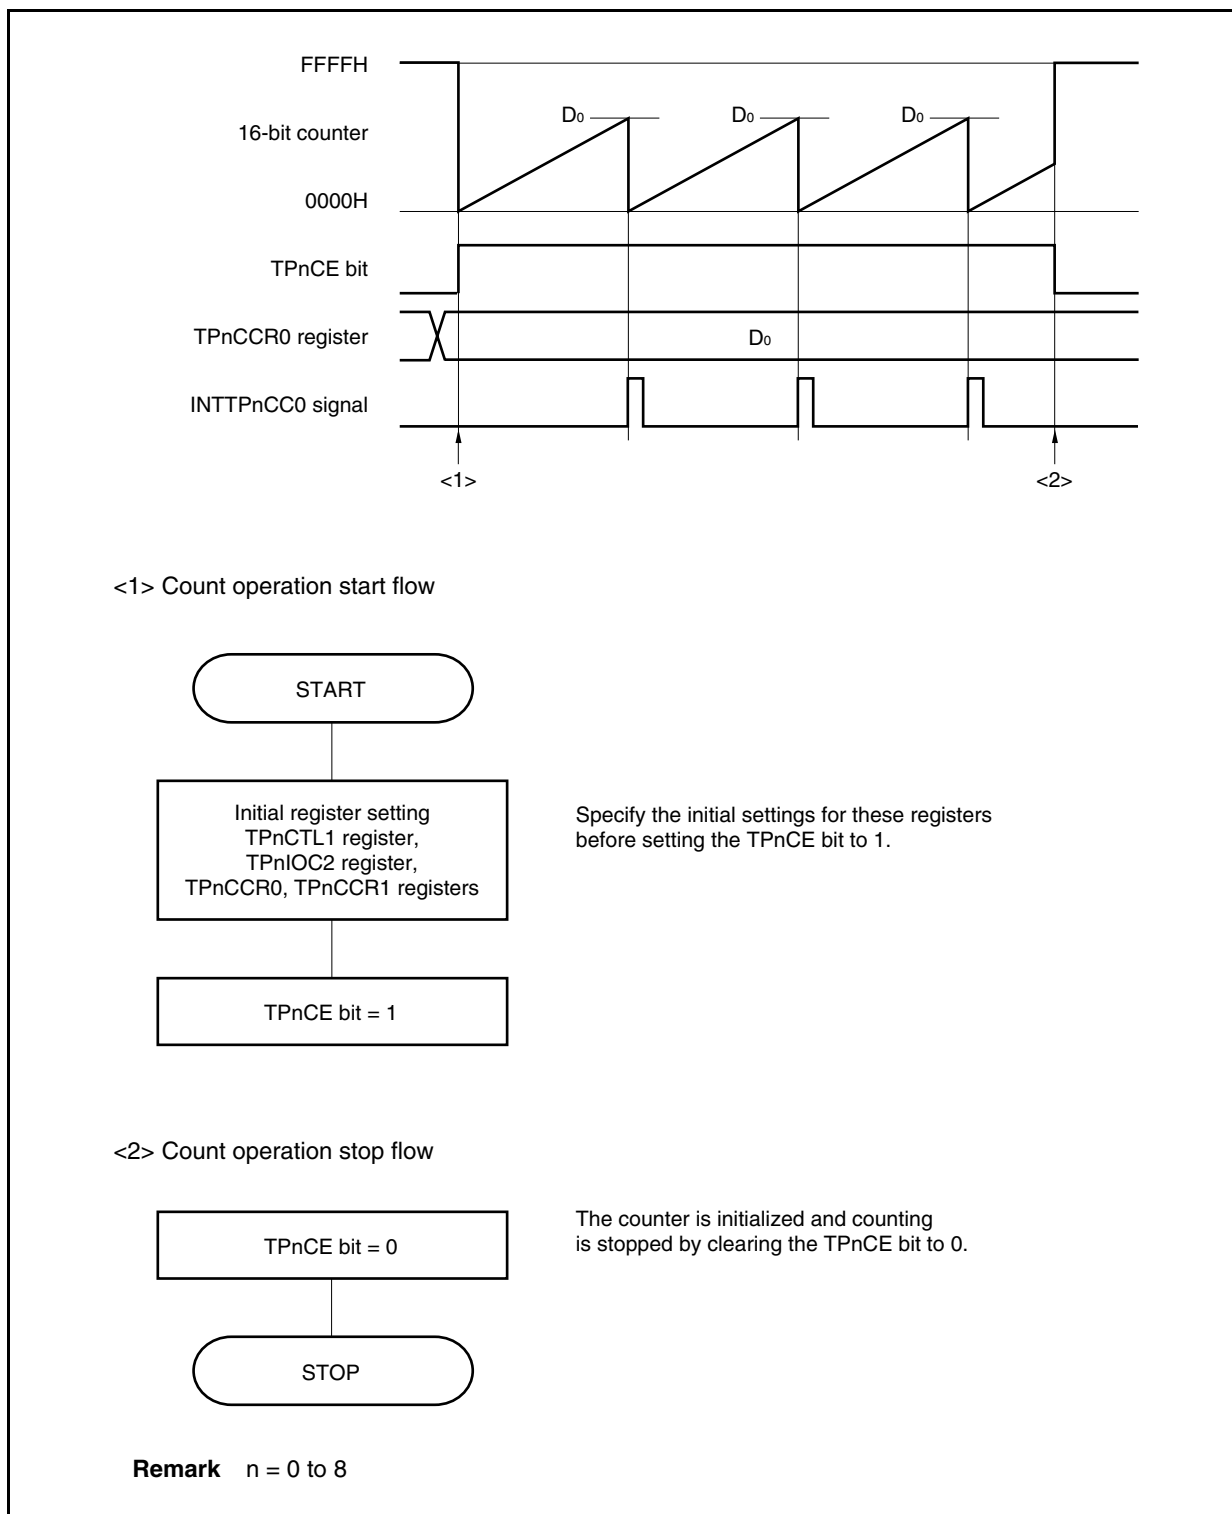 FFFFH
16-bit counter
D₀ D₀ D₀
0000H
TPnCE bit
TPnCCR0 register D₀
INTTPnCC0 signal
<1> <2>
<1> Count operation start flow
START
Initial register setting
TPnCTL1 register,
TPnIOC2 register,
TPnCCR0, TPnCCR1 registers
Specify the initial settings for these registers
before setting the TPnCE bit to 1.
TPnCE bit = 1
<2> Count operation stop flow
TPnCE bit = 0
The counter is initialized and counting
is stopped by clearing the TPnCE bit to 0.
STOP
Remark n = 0 to 8